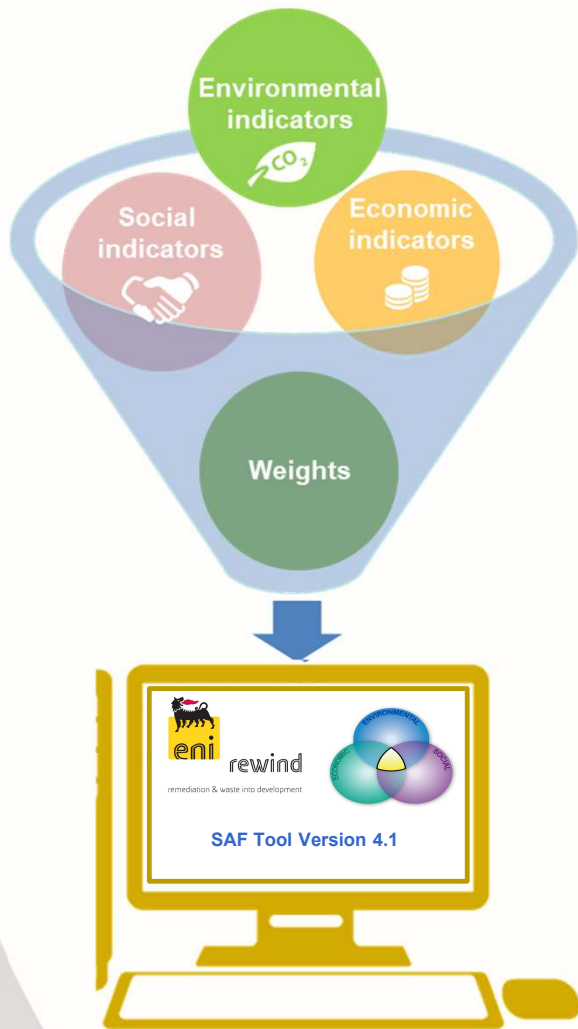 Environmental
indicators
CO2
Social
indicators
Economic
indicators
Weights
eni
rewind
remediation & waste into development
ENVIRONMENTAL
ECONOMIC
SOCIAL
SAF Tool Version 4.1